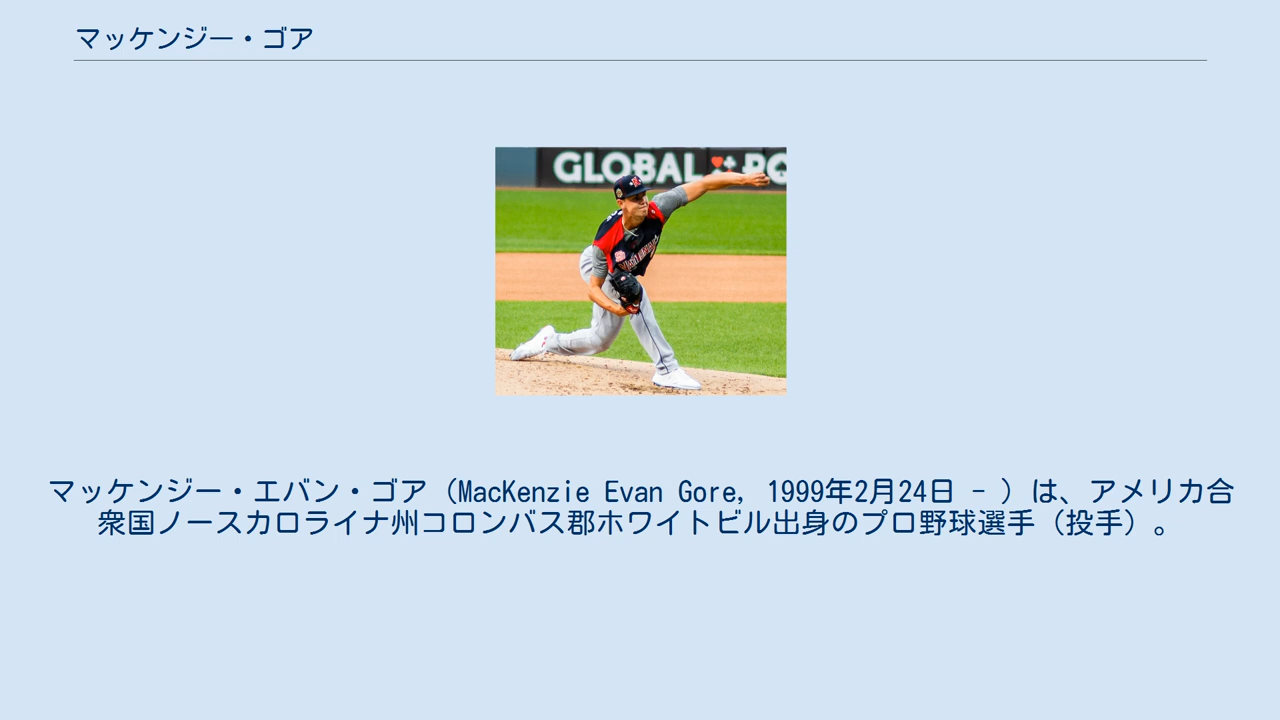 マッケンジー・ゴア
GLOBAL
マッケンジー・エバン・ゴア（MacKenzie Evan Gore, 1999年2月24日 - ）は、アメリカ合
衆国ノースカロライナ州コロンバス郡ホワイトビル出身のプロ野球選手（投手）。